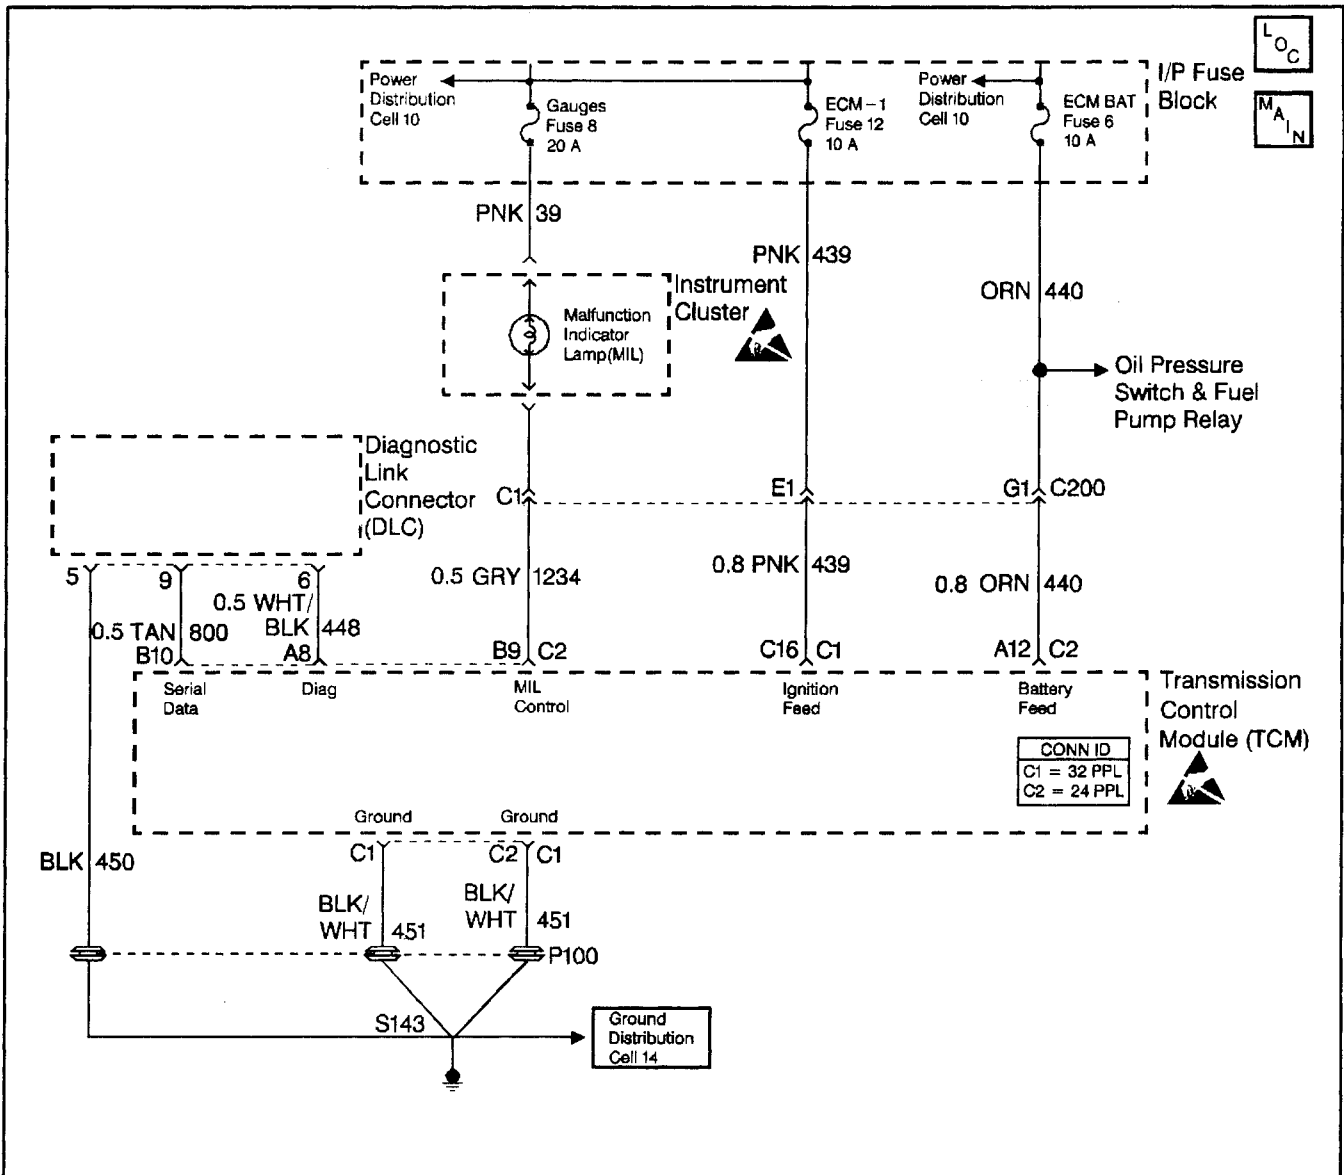 LOC
Power
Distribution
Cell 10
Gauges
Fuse 8
20 A
ECM-1
Fuse 12
10 A
Power
Distribution
Cell 10
ECM BAT
Fuse 6
10 A
I/P Fuse
Block
MAIN
PNK 39
PNK 439
ORN 440
Malfunction
Indicator
Lamp(MIL)
Instrument
Cluster
Oil Pressure
Switch & Fuel
Pump Relay
Diagnostic
Link
Connector
(DLC)
C1
E1
G1 C200
5
9
6
0.5 TAN 800
0.5 WHT/
BLK 448
0.5 GRY 1234
0.8 PNK 439
0.8 ORN 440
B10
A8
B9 C2
C16 C1
A12 C2
Serial
Data
Diag
MIL
Control
Ignition
Feed
Battery
Feed
Transmission
Control
Module (TCM)
CONN ID
C1 = 32 PPL
C2 = 24 PPL
Ground
Ground
C1
C2 C1
BLK 450
BLK/
WHT 451
BLK/
WHT 451
P100
S143
Ground
Distribution
Cell 14